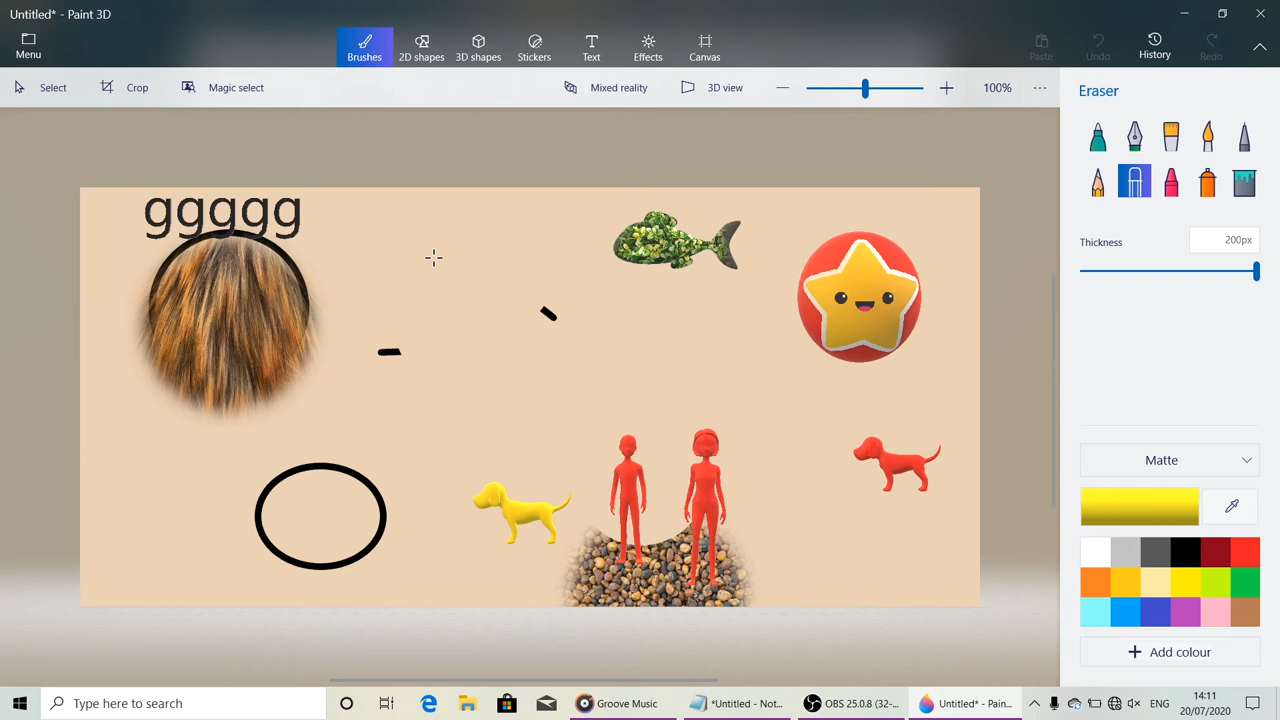 Untitled* - Paint 3D
Menu
Brushes
2D shapes
3D shapes
Stickers
Text
Effects
Canvas
Paste
Undo
History
Redo
Select
Crop
Magic select
Mixed reality
3D view
100%
Eraser
Thickness
200px
ggggg
Matte
Add colour
Type here to search
Groove Music
*Untitled - Not...
OBS 25.0.8 (32-...
Untitled* - Pain...
ENG
14:11
20/07/2020